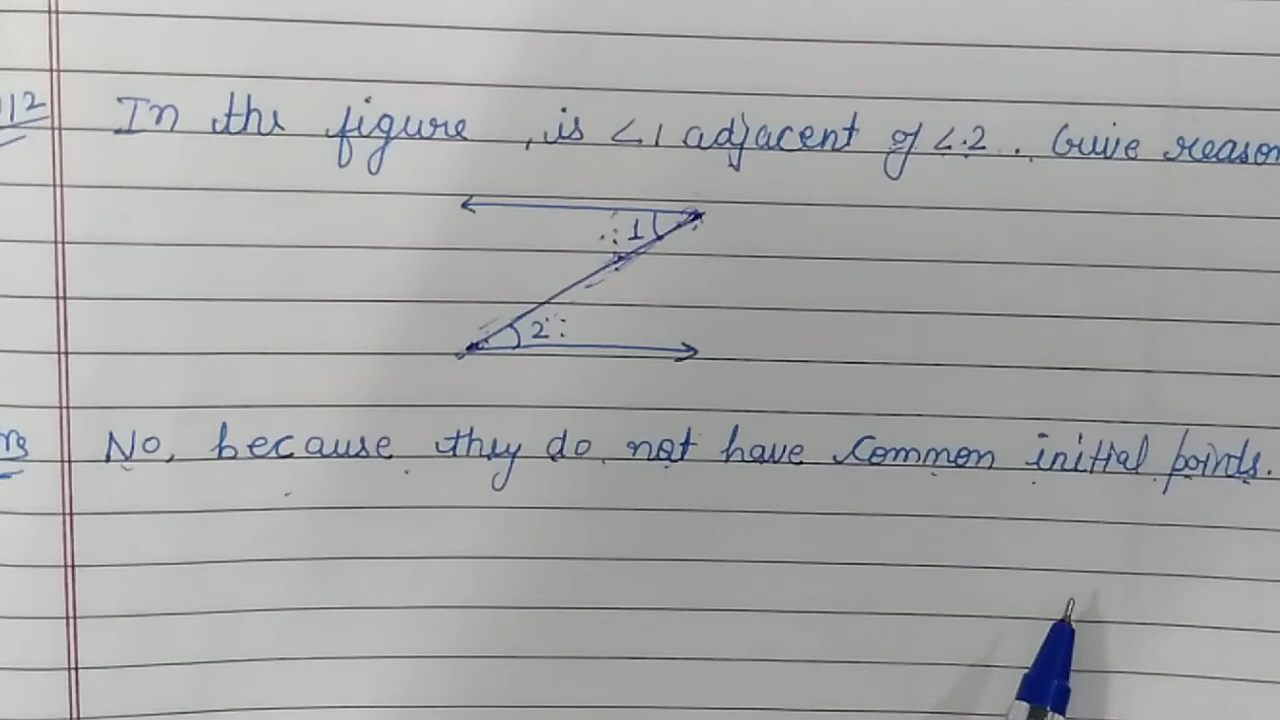 12 In the figure , is ∠1 adjacent of ∠.2 . Give reason
∴ 1
2 :
No, because they do not have common initial points.